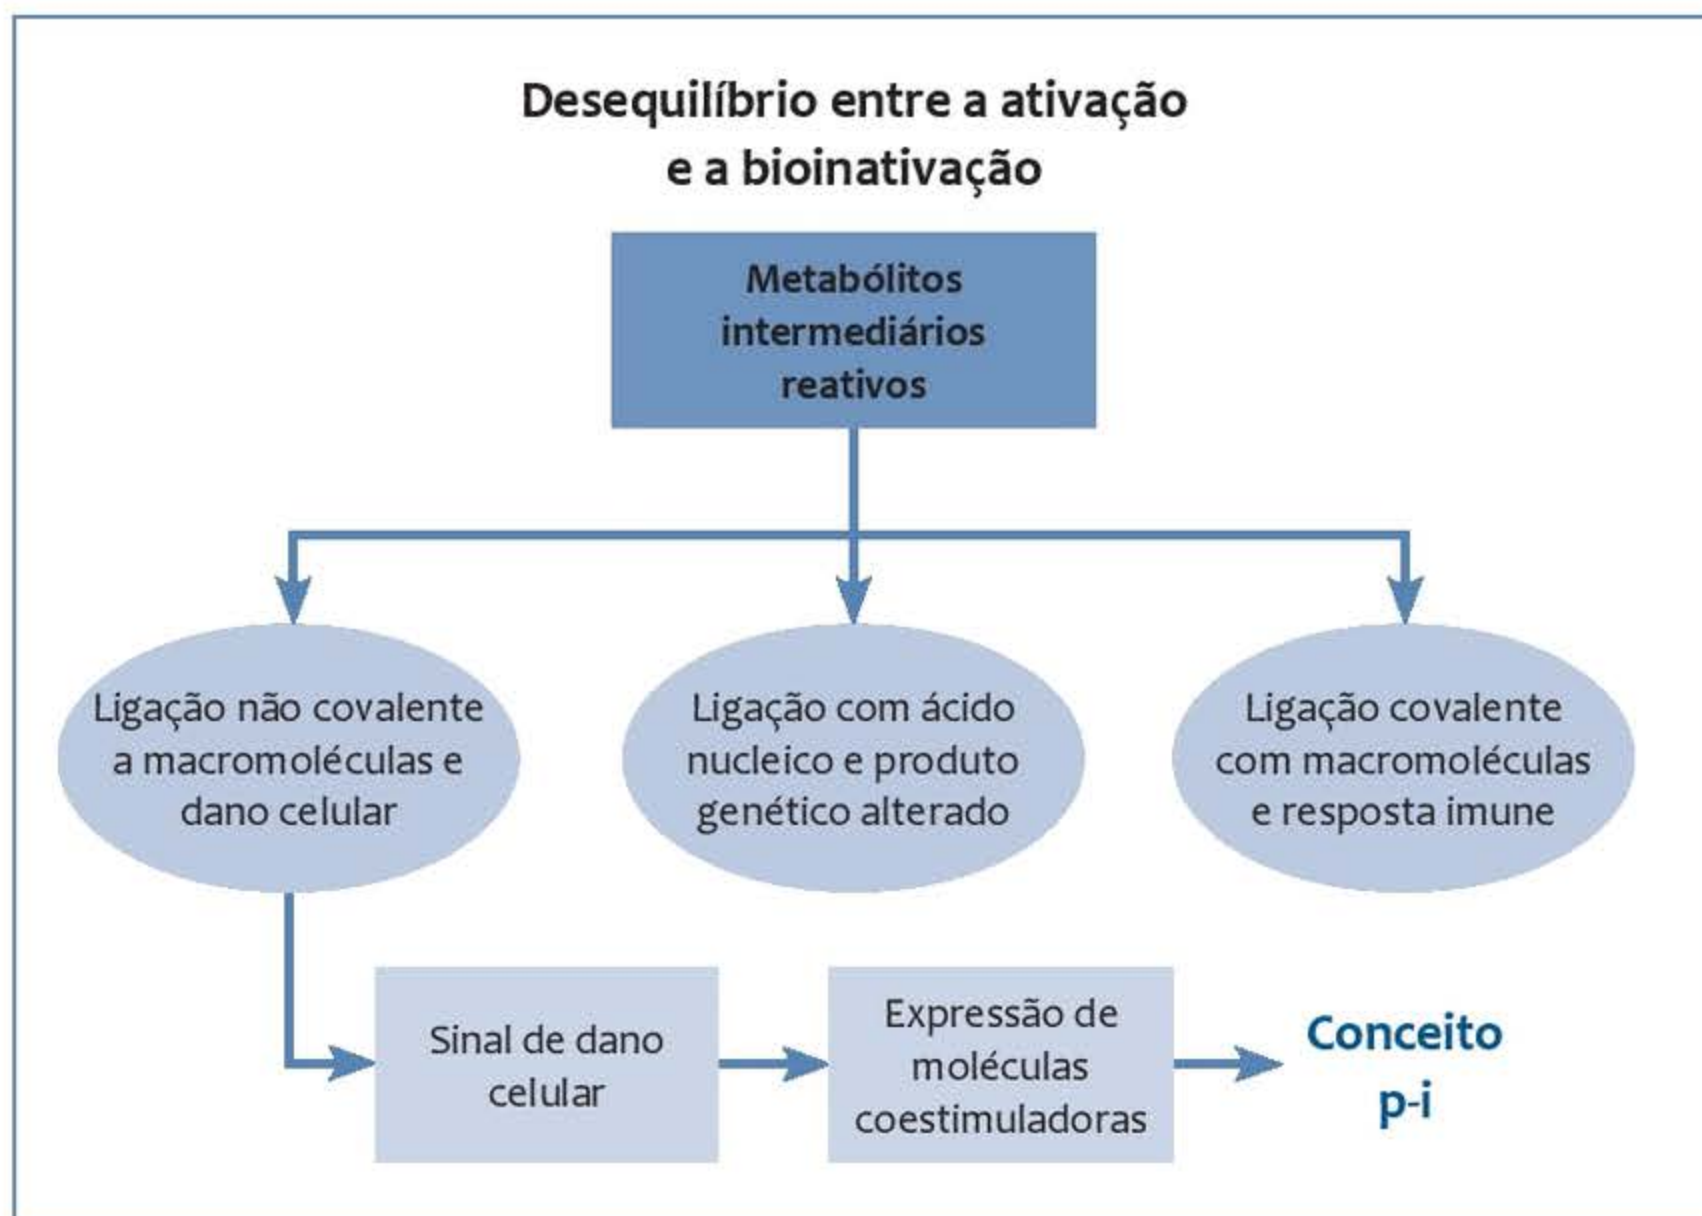 Desequilíbrio entre a ativação
e a bioinativação
Metabólitos
intermediários
reativos
Ligação não covalente
a macromoléculas e
dano celular
Ligação com ácido
nucleico e produto
genético alterado
Ligação covalente
com macromoléculas
e resposta imune
Sinal de dano
celular
Expressão de
moléculas
coestimuladoras
Conceito
p-i